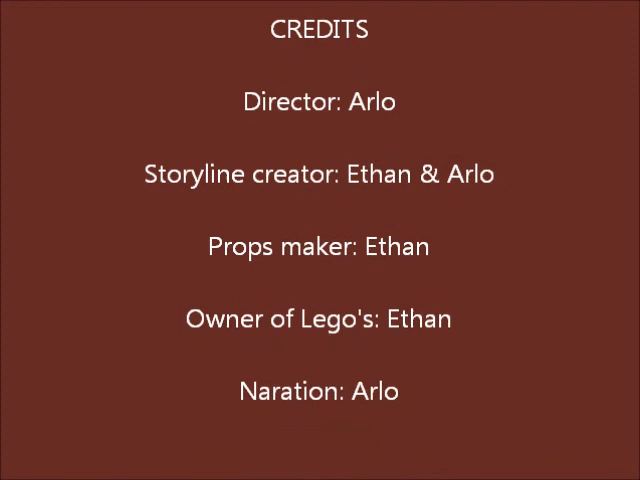 CREDITS
Director: Arlo
Storyline creator: Ethan & Arlo
Props maker: Ethan
Owner of Lego's: Ethan
Naration: Arlo